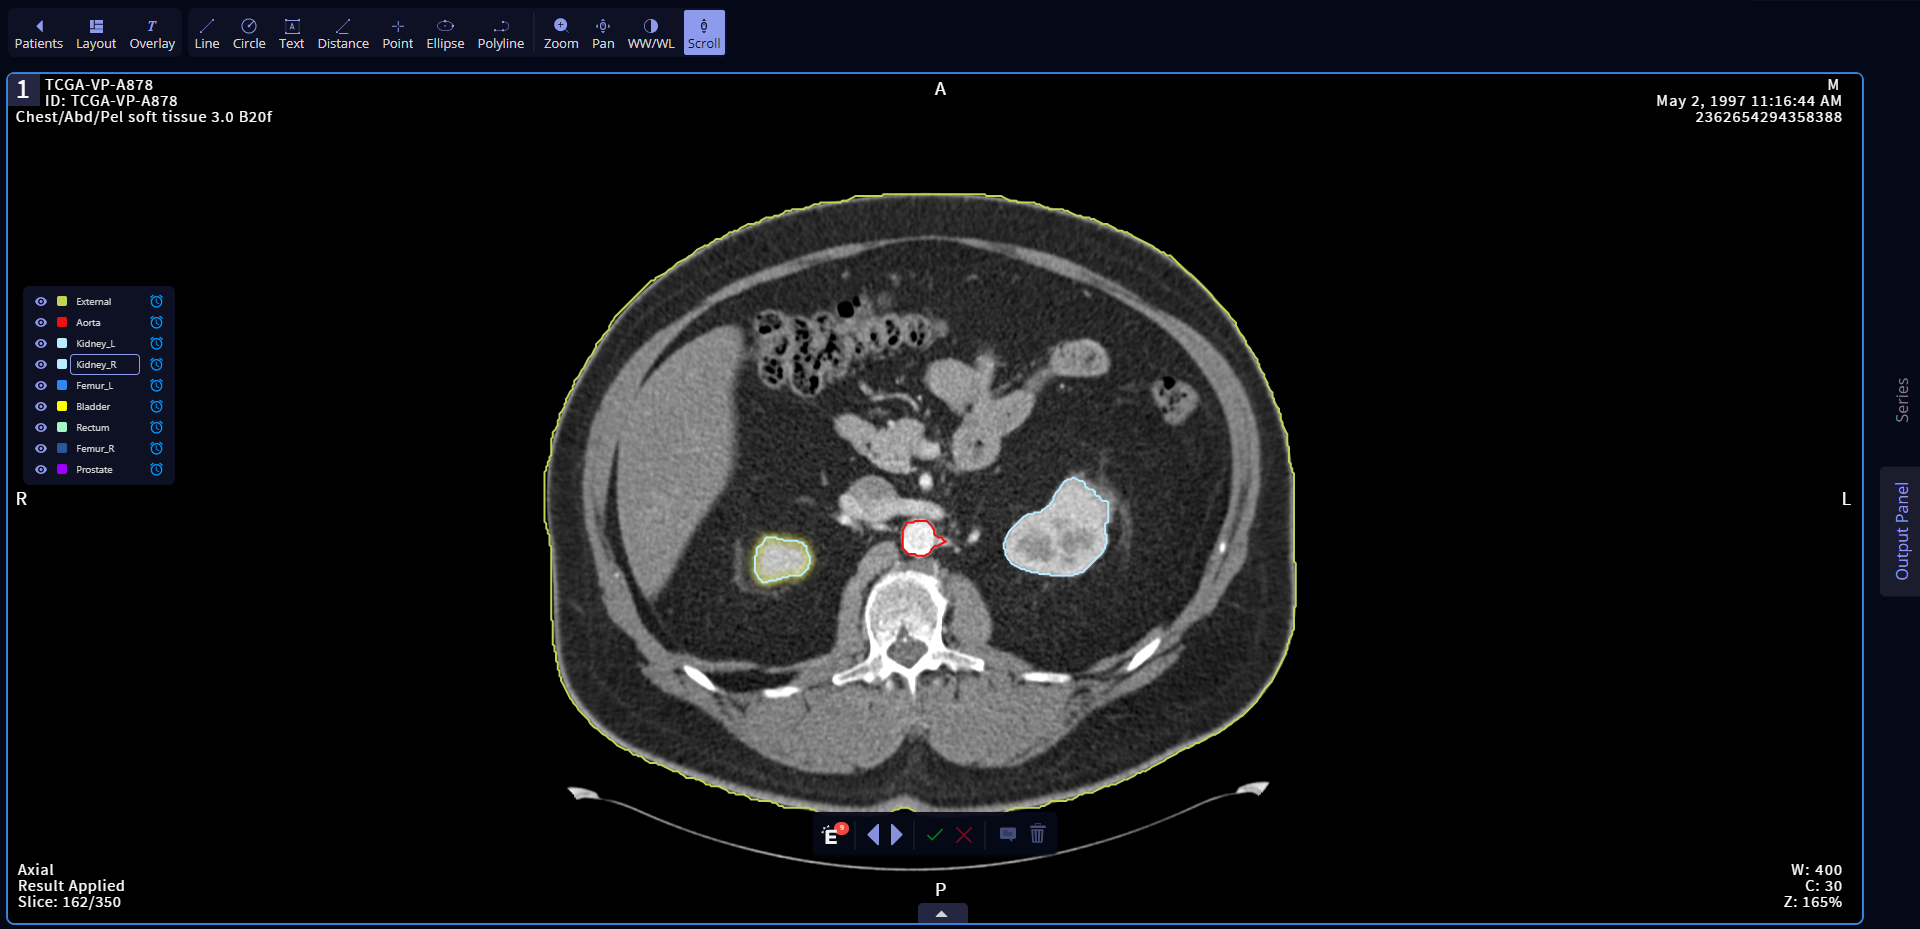 Patients Layout Overlay Line Circle Text Distance Point Ellipse Polyline Zoom Pan WW/WL Scroll
1
TCGA-VP-A878
ID: TCGA-VP-A878
Chest/Abd/Pel soft tissue 3.0 B20f
A
M
May 2, 1997 11:16:44 AM
2362654294358388
External
Aorta
Kidney_L
Kidney_R
Femur_L
Bladder
Rectum
Femur_R
Prostate
R
L
Series
Output Panel
E 9
Axial
Result Applied
Slice: 162/350
P
W: 400
C: 30
Z: 165%